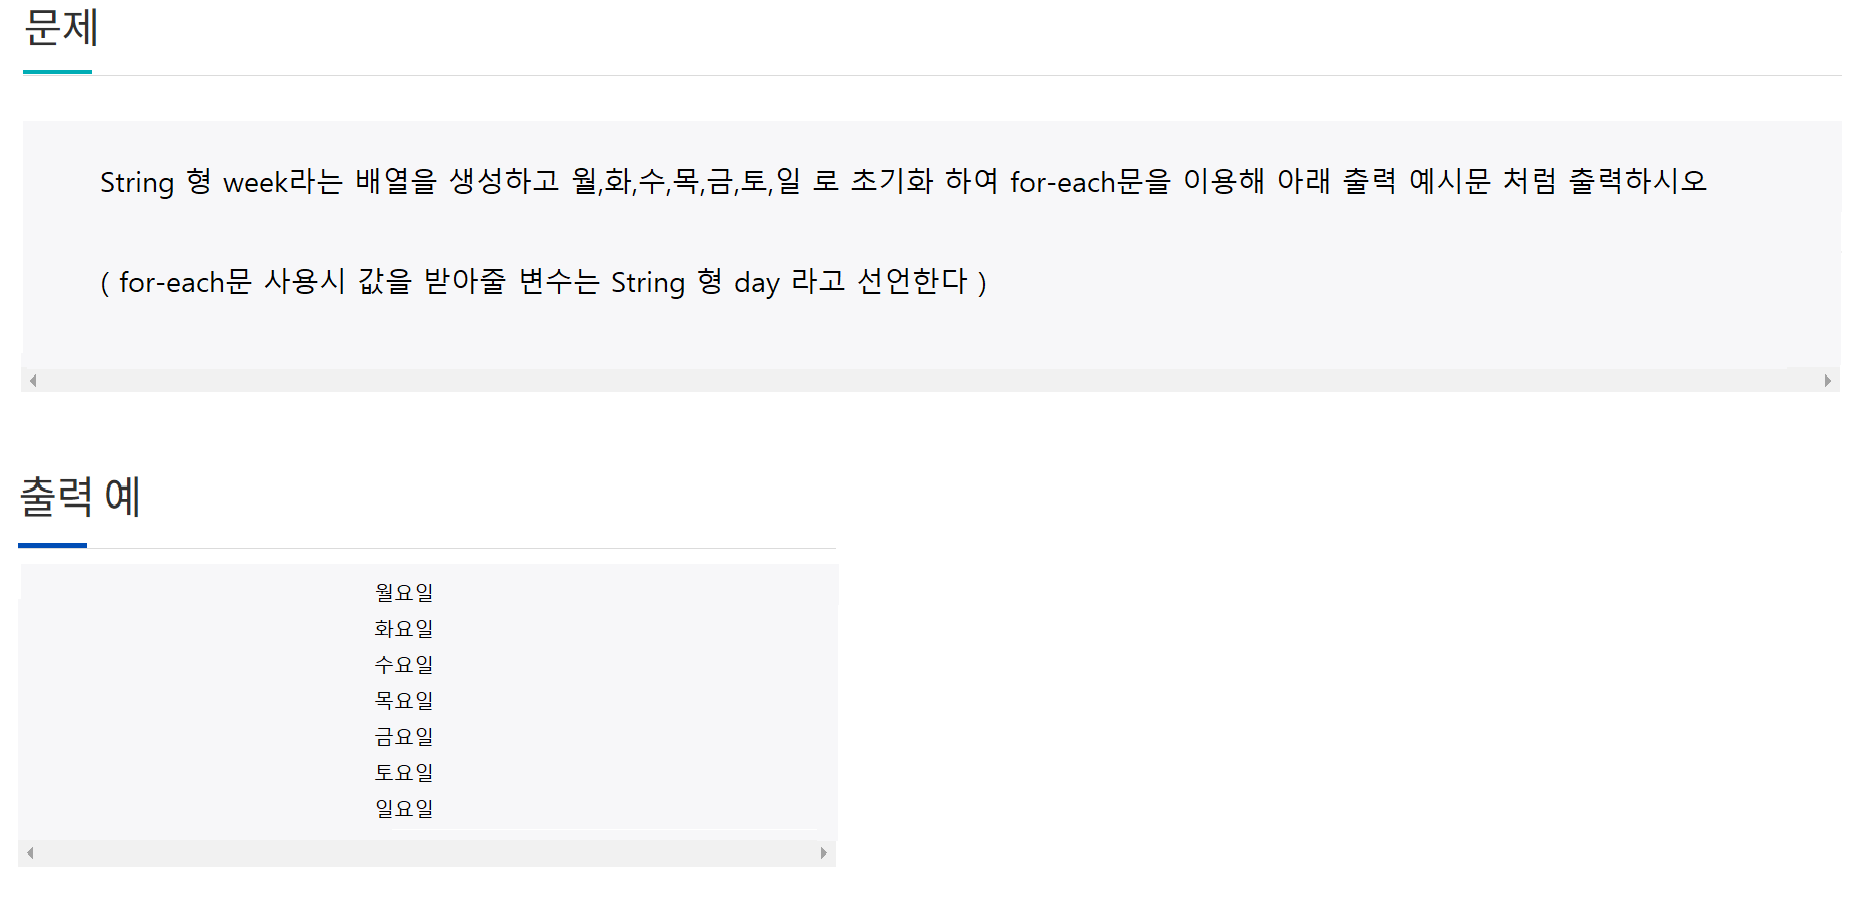 문제
String 형 week라는 배열을 생성하고 월,화,수,목,금,토,일 로 초기화 하여 for-each문을 이용해 아래 출력 예시문 처럼 출력하시오
( for-each문 사용시 값을 받아줄 변수는 String 형 day 라고 선언한다 )
출력 예
월요일
화요일
수요일
목요일
금요일
토요일
일요일